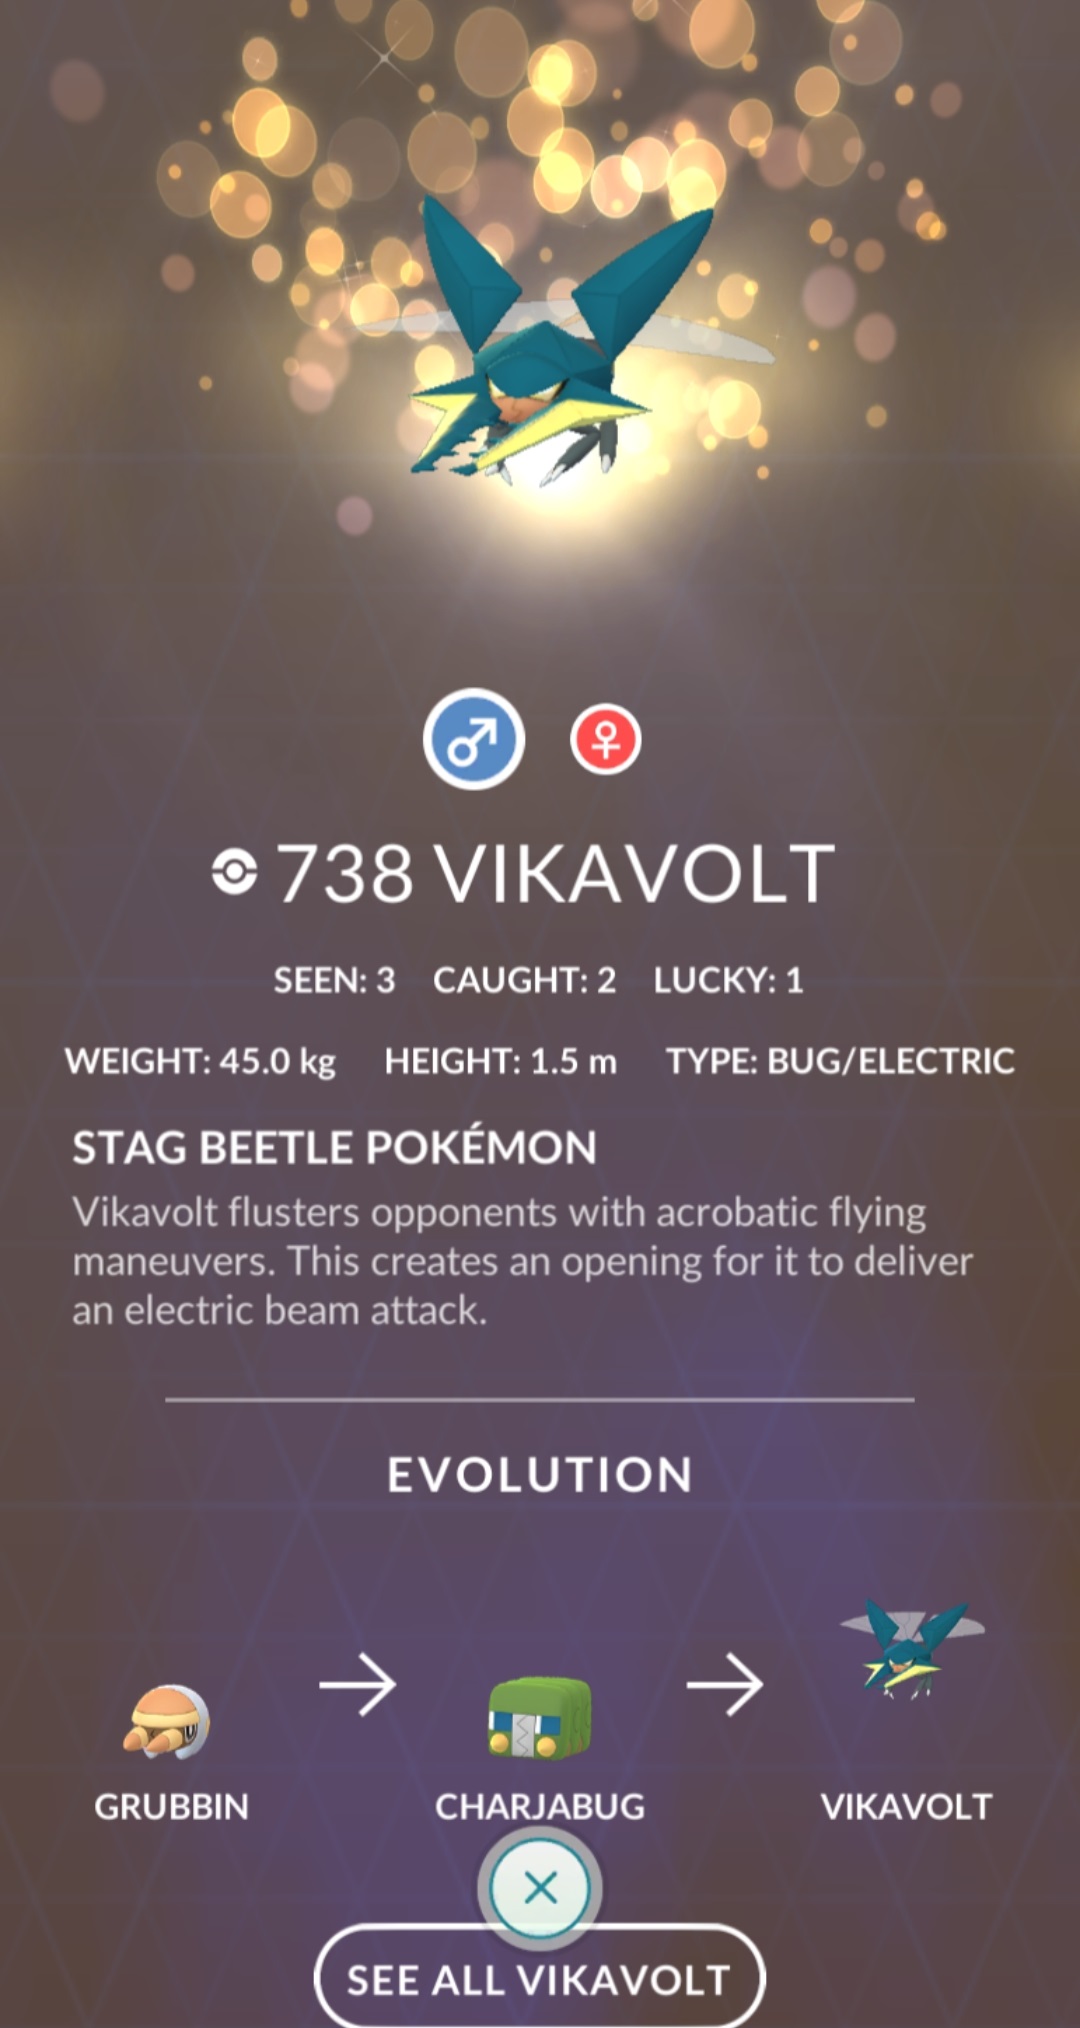 738 VIKAVOLT
SEEN: 3 CAUGHT: 2 LUCKY: 1
WEIGHT: 45.0 kg HEIGHT: 1.5 m TYPE: BUG/ELECTRIC
STAG BEETLE POKÉMON
Vikavolt flusters opponents with acrobatic flying
maneuvers. This creates an opening for it to deliver
an electric beam attack.
EVOLUTION
GRUBBIN CHARJABUG VIKAVOLT
SEE ALL VIKAVOLT